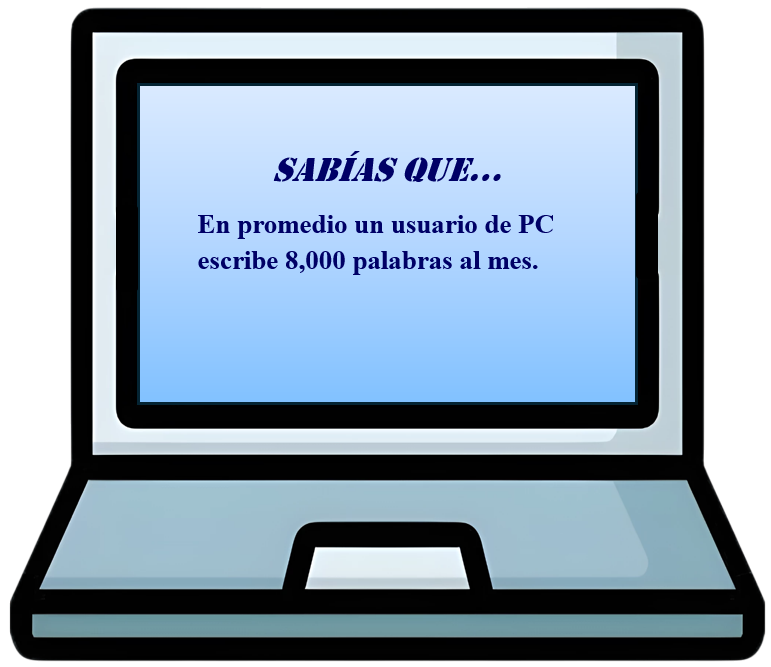 SABÍAS QUE...
En promedio un usuario de PC
escribe 8,000 palabras al mes.